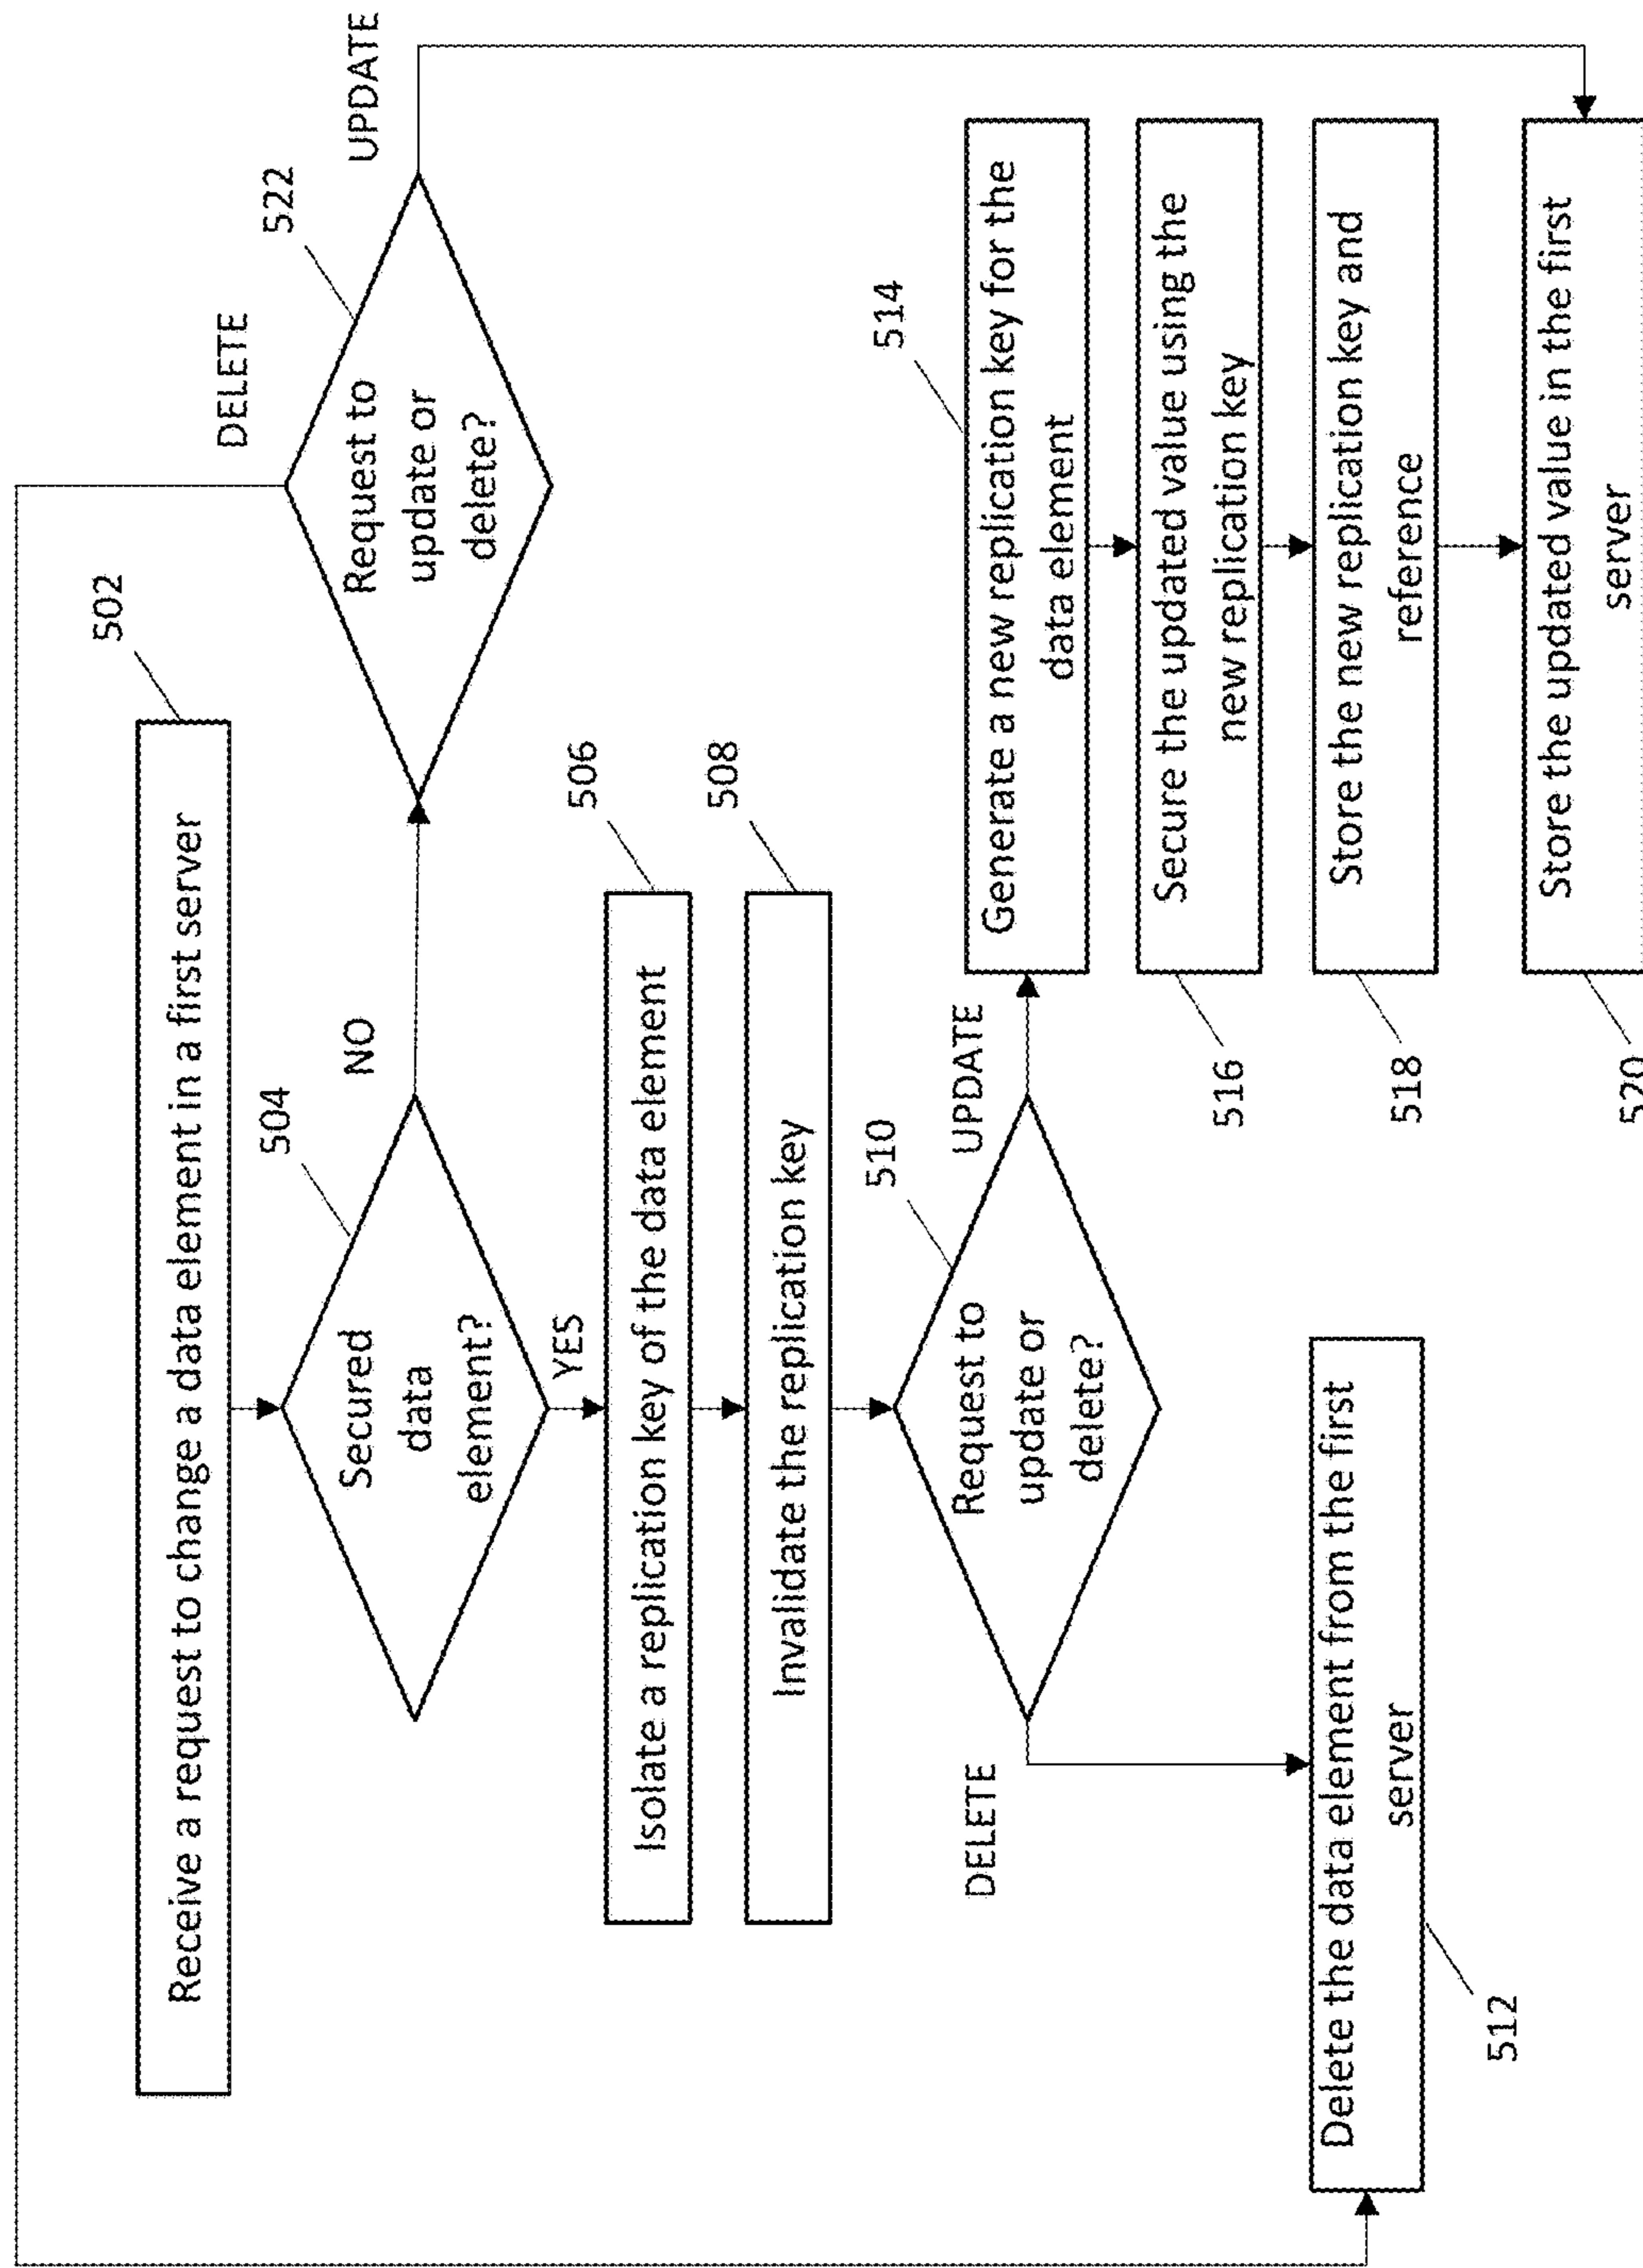 502
Receive a request to change a data element in a first server
504
Secured
data
element?
NO
YES
522
Request to
update or
delete?
DELETE
UPDATE
506
Isolate a replication key of the data element
508
Invalidate the replication key
510
Request to
update or
delete?
DELETE
UPDATE
512
Delete the data element from the first
server
514
Generate a new replication key for the
data element
516
Secure the updated value using the
new replication key
518
Store the new replication key and
reference
520
Store the updated value in the first
server